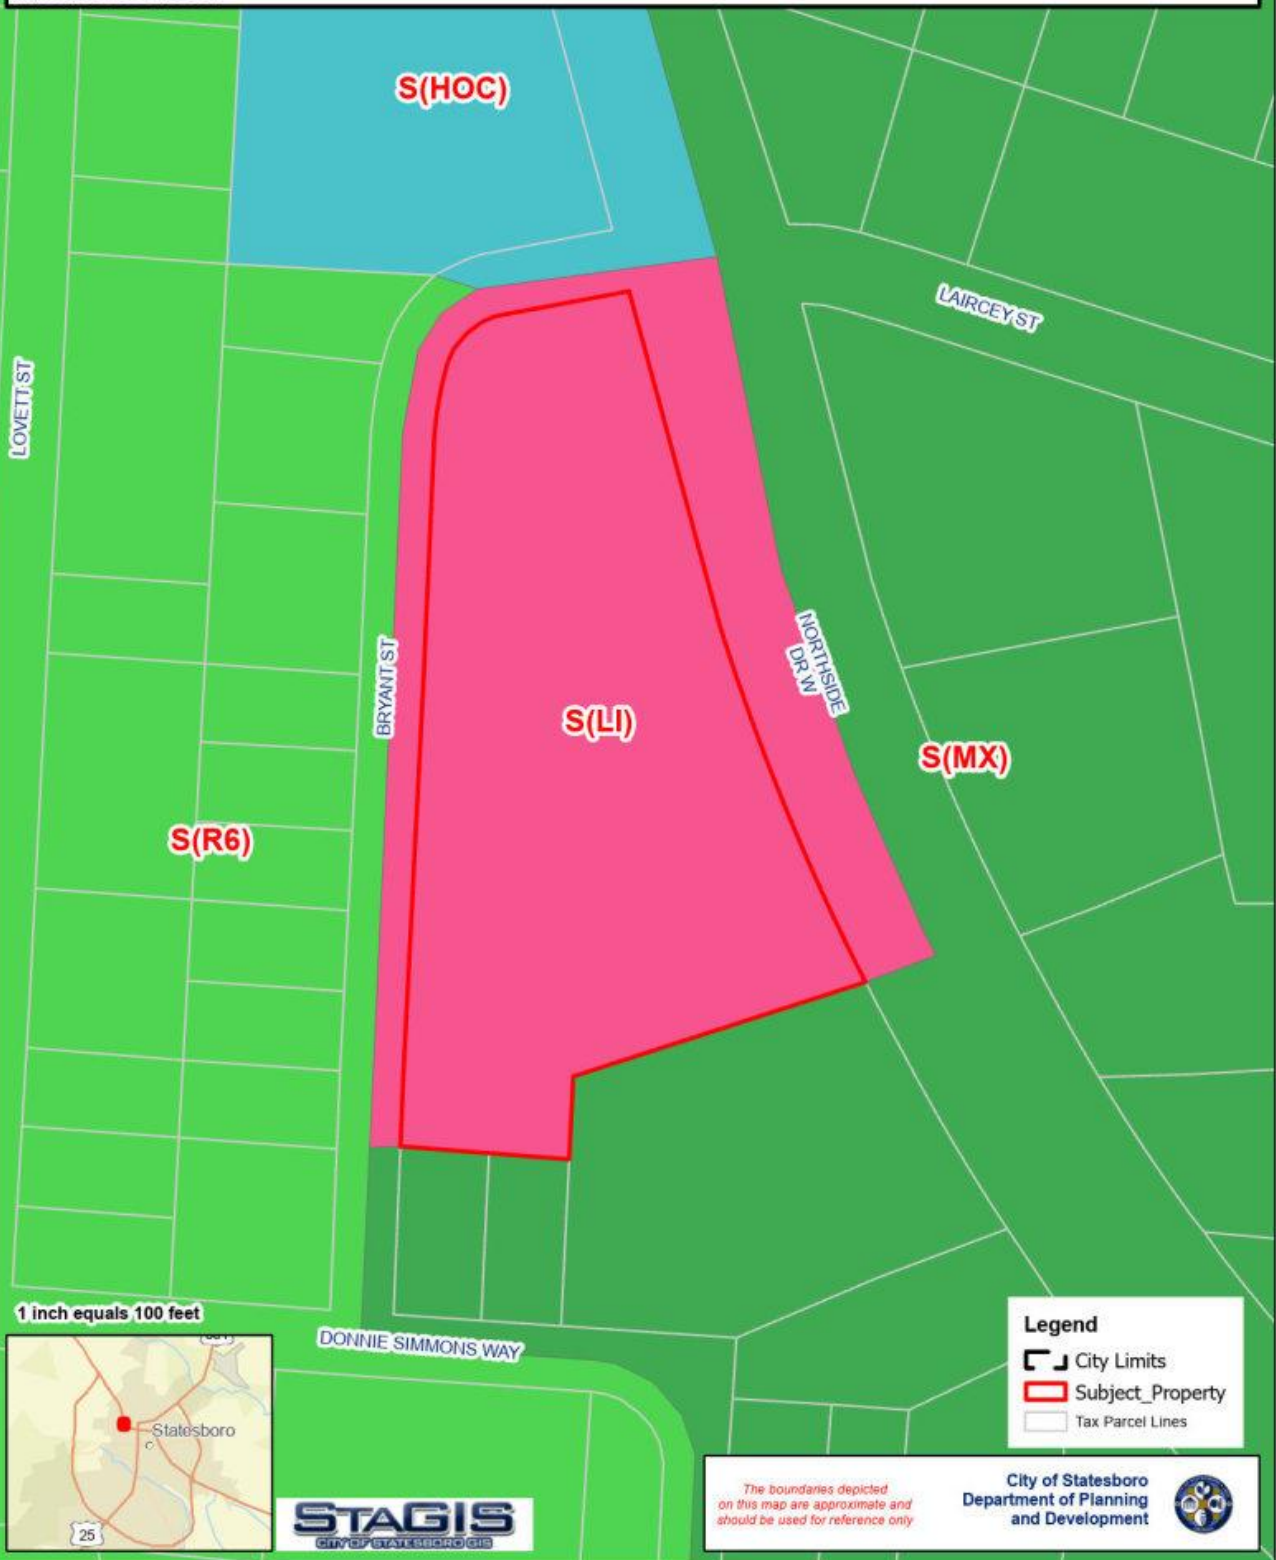 S(HOC)
LAIRCEY ST
LOVETT ST
NORTHSIDE
DR W
BRYANT ST
S(LI)
S(MX)
S(R6)
1 inch equals 100 feet
DONNIE SIMMONS WAY
Statesboro
25
STAGIS
CITY OF STATESBORO GIS
Legend
City Limits
Subject_Property
Tax Parcel Lines
The boundaries depicted
on this map are approximate and
should be used for reference only
City of Statesboro
Department of Planning
and Development